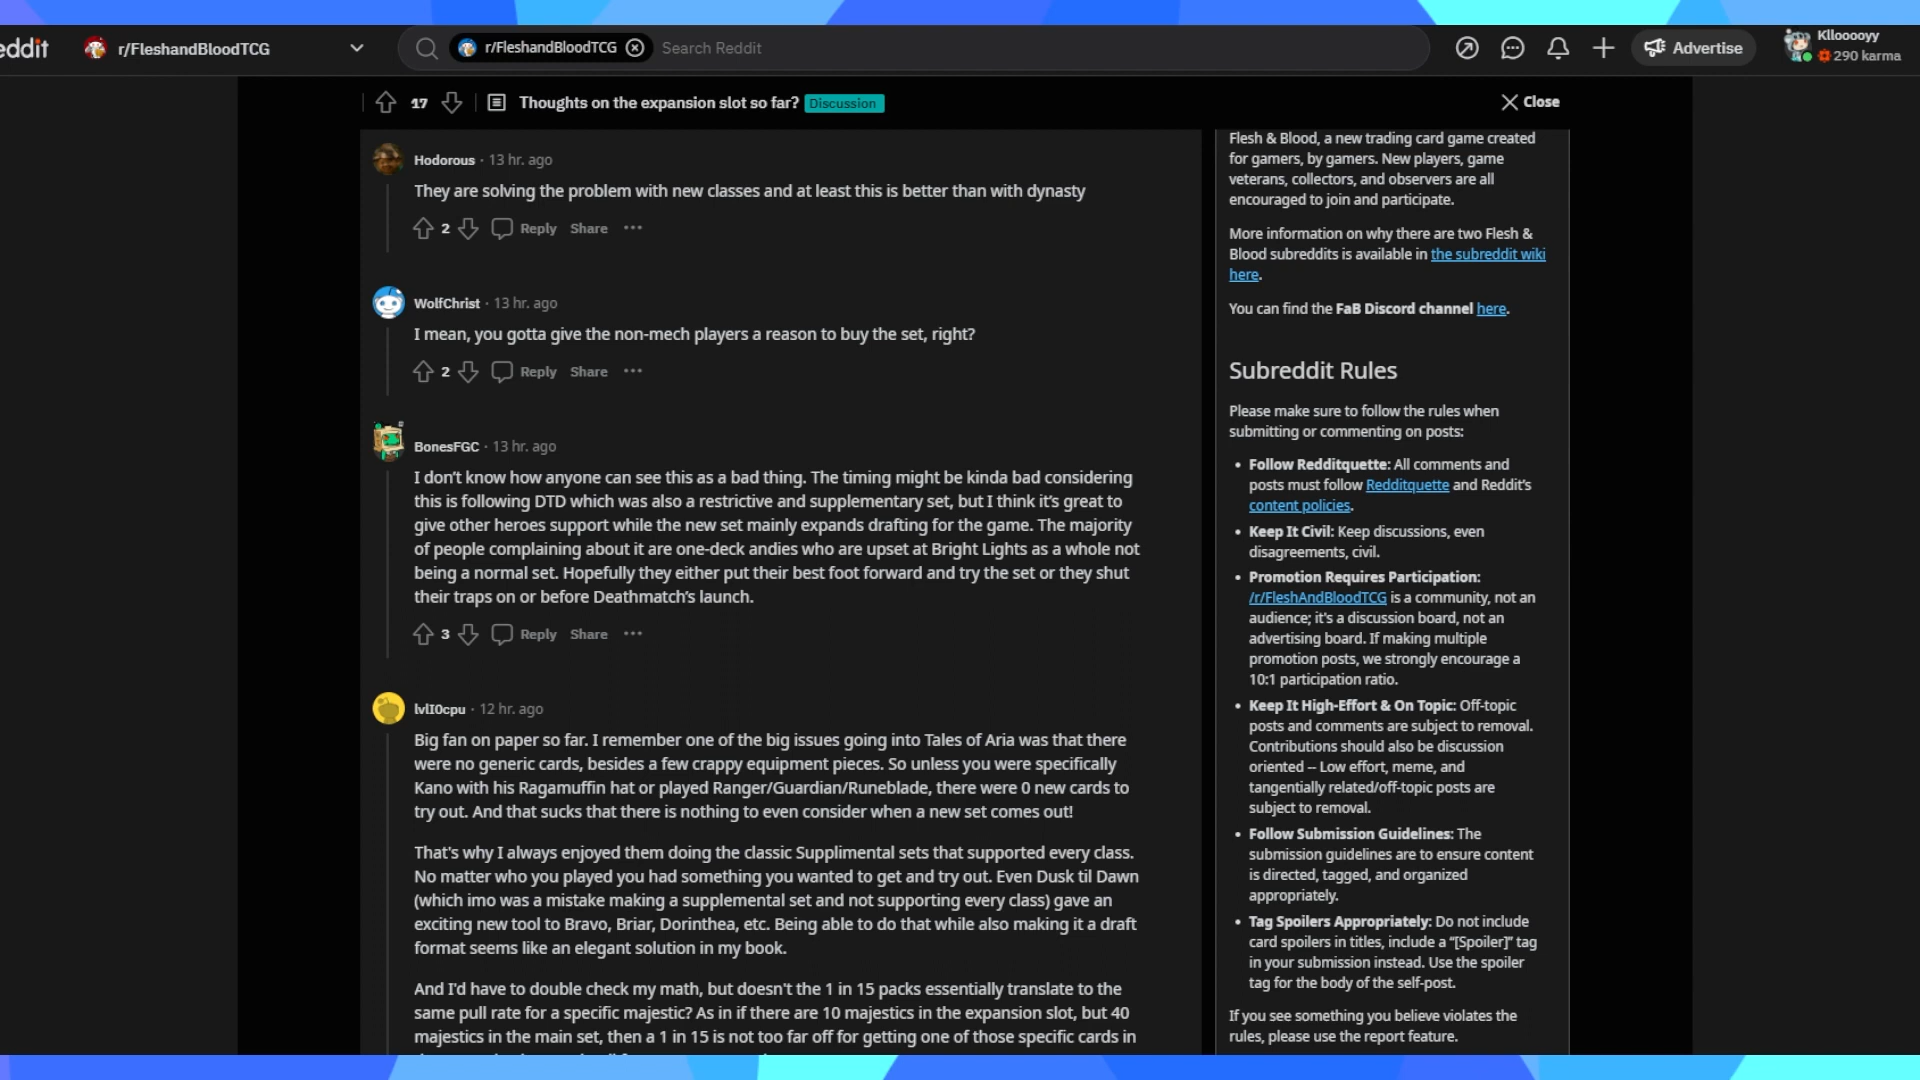 eddit
r/FleshandBloodTCG
r/FleshandBloodTCG
Search Reddit
Advertise
Kllooooyy
290 karma
17
Thoughts on the expansion slot so far?
Discussion
Close
Hodorous · 13 hr. ago
They are solving the problem with new classes and at least this is better than with dynasty
2
Reply Share ···
WolfChrist · 13 hr. ago
I mean, you gotta give the non-mech players a reason to buy the set, right?
2
Reply Share ···
BonesFGC · 13 hr. ago
I don't know how anyone can see this as a bad thing. The timing might be kinda bad considering
this is following DTD which was also a restrictive and supplementary set, but I think it's great to
give other heroes support while the new set mainly expands drafting for the game. The majority
of people complaining about it are one-deck andies who are upset at Bright Lights as a whole not
being a normal set. Hopefully they either put their best foot forward and try the set or they shut
their traps on or before Deathmatch's launch.
3
Reply Share ···
lvlI0cpu · 12 hr. ago
Big fan on paper so far. I remember one of the big issues going into Tales of Aria was that there
were no generic cards, besides a few crappy equipment pieces. So unless you were specifically
Kano with his Ragamuffin hat or played Ranger/Guardian/Runeblade, there were 0 new cards to
try out. And that sucks that there is nothing to even consider when a new set comes out!
That's why I always enjoyed them doing the classic Supplimental sets that supported every class.
No matter who you played you had something you wanted to get and try out. Even Dusk til Dawn
(which imo was a mistake making a supplemental set and not supporting every class) gave an
exciting new tool to Bravo, Briar, Dorinthea, etc. Being able to do that while also making it a draft
format seems like an elegant solution in my book.
And I'd have to double check my math, but doesn't the 1 in 15 packs essentially translate to the
same pull rate for a specific majestic? As in if there are 10 majestics in the expansion slot, but 40
majestics in the main set, then a 1 in 15 is not too far off for getting one of those specific cards in
Flesh & Blood, a new trading card game created
for gamers, by gamers. New players, game
veterans, collectors, and observers are all
encouraged to join and participate.
More information on why there are two Flesh &
Blood subreddits is available in the subreddit wiki
here.
You can find the FaB Discord channel here.
Subreddit Rules
Please make sure to follow the rules when
submitting or commenting on posts:
• Follow Redditquette: All comments and
posts must follow Redditquette and Reddit's
content policies.
• Keep It Civil: Keep discussions, even
disagreements, civil.
• Promotion Requires Participation:
/r/FleshAndBloodTCG is a community, not an
audience; it's a discussion board, not an
advertising board. If making multiple
promotion posts, we strongly encourage a
10:1 participation ratio.
• Keep It High-Effort & On Topic: Off-topic
posts and comments are subject to removal.
Contributions should also be discussion
oriented -- Low effort, meme, and
tangentially related/off-topic posts are
subject to removal.
• Follow Submission Guidelines: The
submission guidelines are to ensure content
is directed, tagged, and organized
appropriately.
• Tag Spoilers Appropriately: Do not include
card spoilers in titles, include a "[Spoiler]" tag
in your submission instead. Use the spoiler
tag for the body of the self-post.
If you see something you believe violates the
rules, please use the report feature.